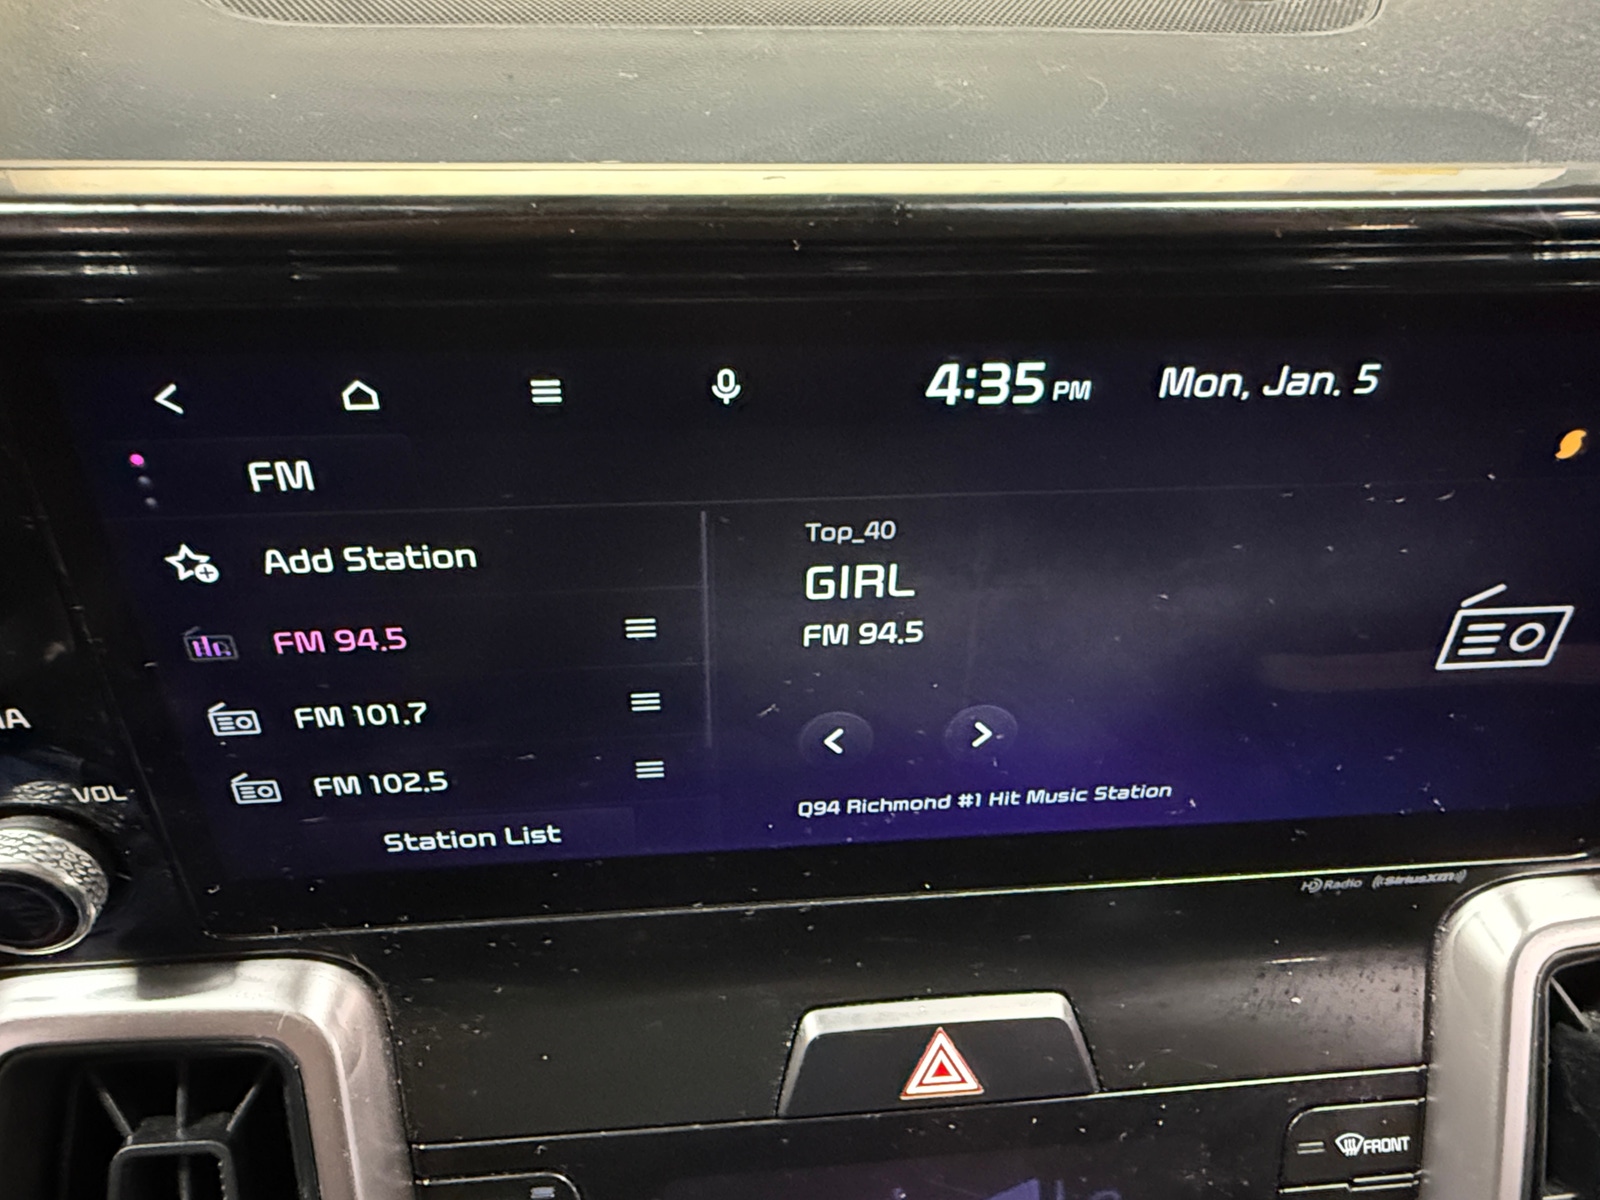 4:35 PM Mon, Jan. 5
FM
Add Station
FM 94.5
FM 101.7
FM 102.5
Station List
Top_40
GIRL
FM 94.5
Q94 Richmond #1 Hit Music Station
VOL
HD Radio ((SiriusXM))
FRONT